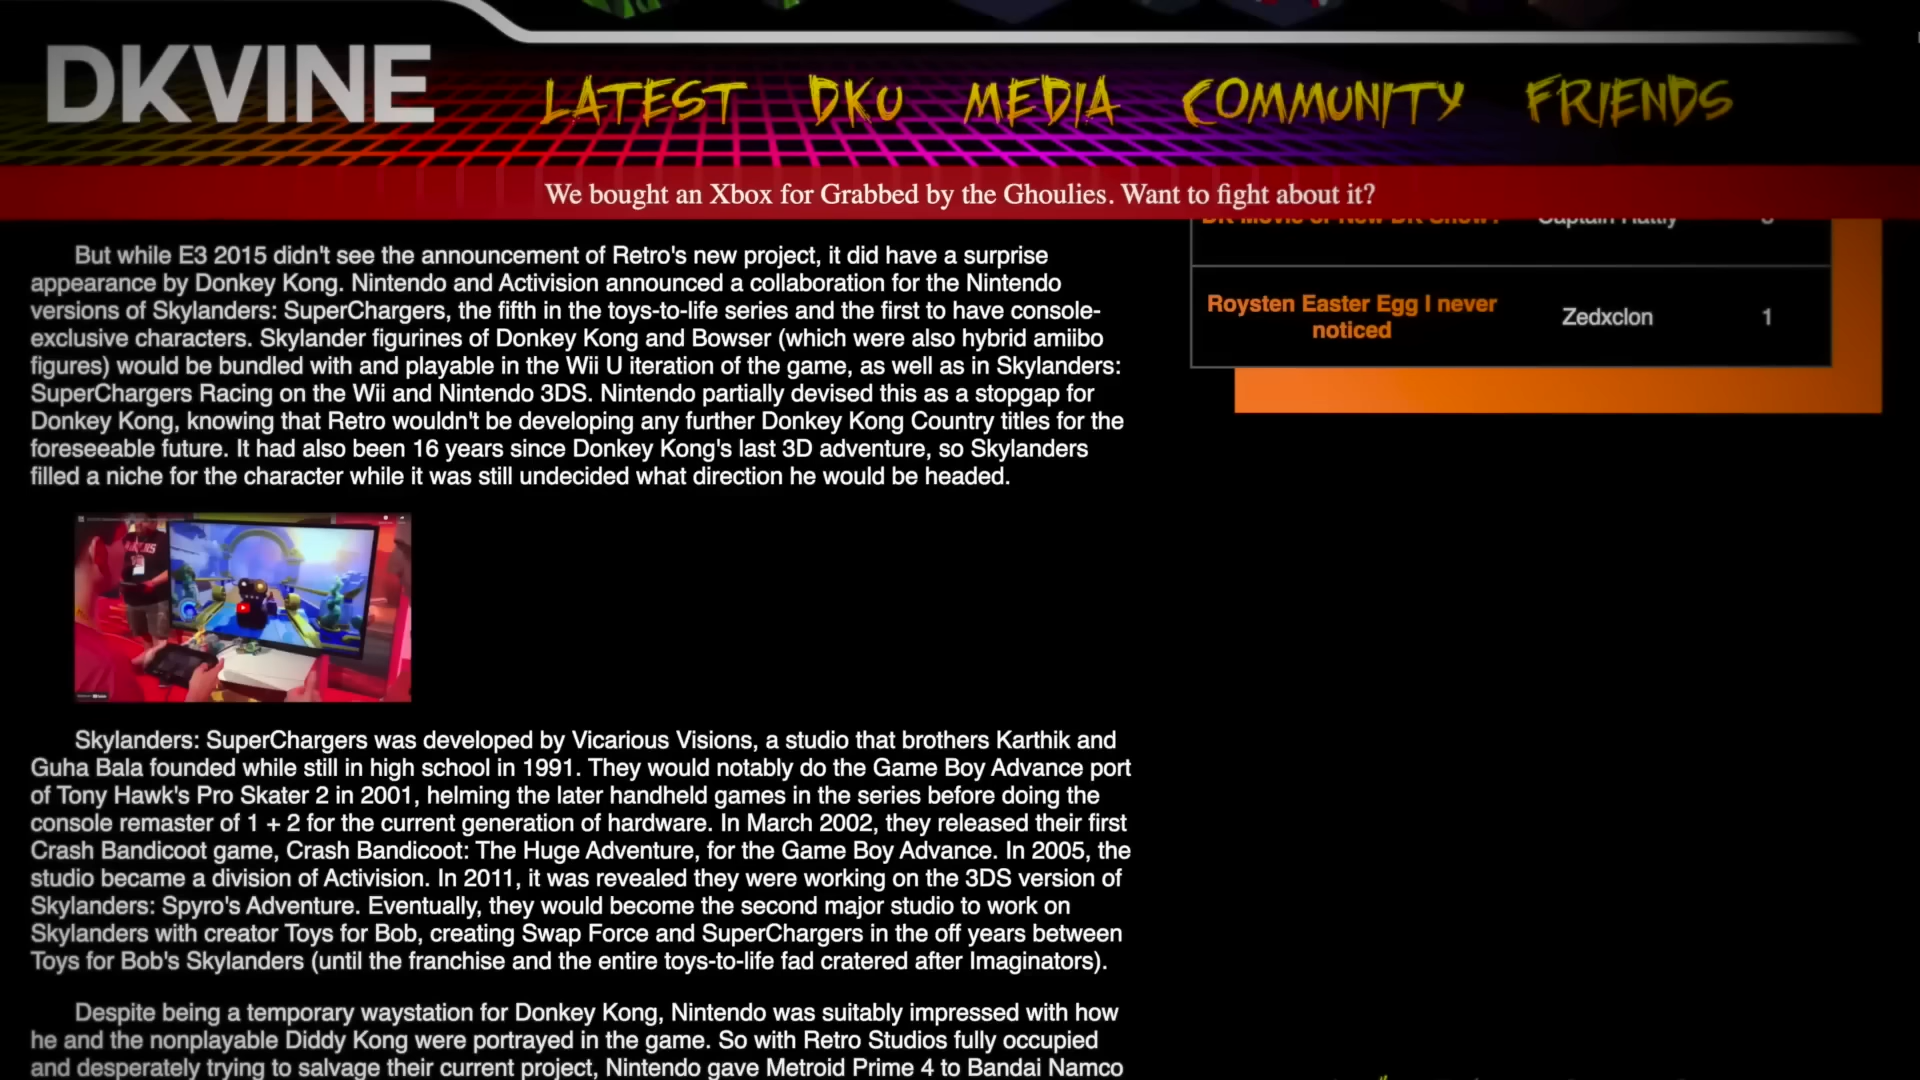 DKVINE
LATEST DKU MEDIA COMMUNITY FRIENDS
We bought an Xbox for Grabbed by the Ghoulies. Want to fight about it?
But while E3 2015 didn't see the announcement of Retro's new project, it did have a surprise
appearance by Donkey Kong. Nintendo and Activision announced a collaboration for the Nintendo
versions of Skylanders: SuperChargers, the fifth in the toys-to-life series and the first to have console-
exclusive characters. Skylander figurines of Donkey Kong and Bowser (which were also hybrid amiibo
figures) would be bundled with and playable in the Wii U iteration of the game, as well as in Skylanders:
SuperChargers Racing on the Wii and Nintendo 3DS. Nintendo partially devised this as a stopgap for
Donkey Kong, knowing that Retro wouldn't be developing any further Donkey Kong Country titles for the
foreseeable future. It had also been 16 years since Donkey Kong's last 3D adventure, so Skylanders
filled a niche for the character while it was still undecided what direction he would be headed.
Skylanders: SuperChargers was developed by Vicarious Visions, a studio that brothers Karthik and
Guha Bala founded while still in high school in 1991. They would notably do the Game Boy Advance port
of Tony Hawk's Pro Skater 2 in 2001, helming the later handheld games in the series before doing the
console remaster of 1 + 2 for the current generation of hardware. In March 2002, they released their first
Crash Bandicoot game, Crash Bandicoot: The Huge Adventure, for the Game Boy Advance. In 2005, the
studio became a division of Activision. In 2011, it was revealed they were working on the 3DS version of
Skylanders: Spyro's Adventure. Eventually, they would become the second major studio to work on
Skylanders with creator Toys for Bob, creating Swap Force and SuperChargers in the off years between
Toys for Bob's Skylanders (until the franchise and the entire toys-to-life fad cratered after Imaginators).
Despite being a temporary waystation for Donkey Kong, Nintendo was suitably impressed with how
he and the nonplayable Diddy Kong were portrayed in the game. So with Retro Studios fully occupied
and desperately trying to salvage their current project, Nintendo gave Metroid Prime 4 to Bandai Namco
DK Movie or New DK Show?
Roysten Easter Egg I never
noticed
Zedxclon
1